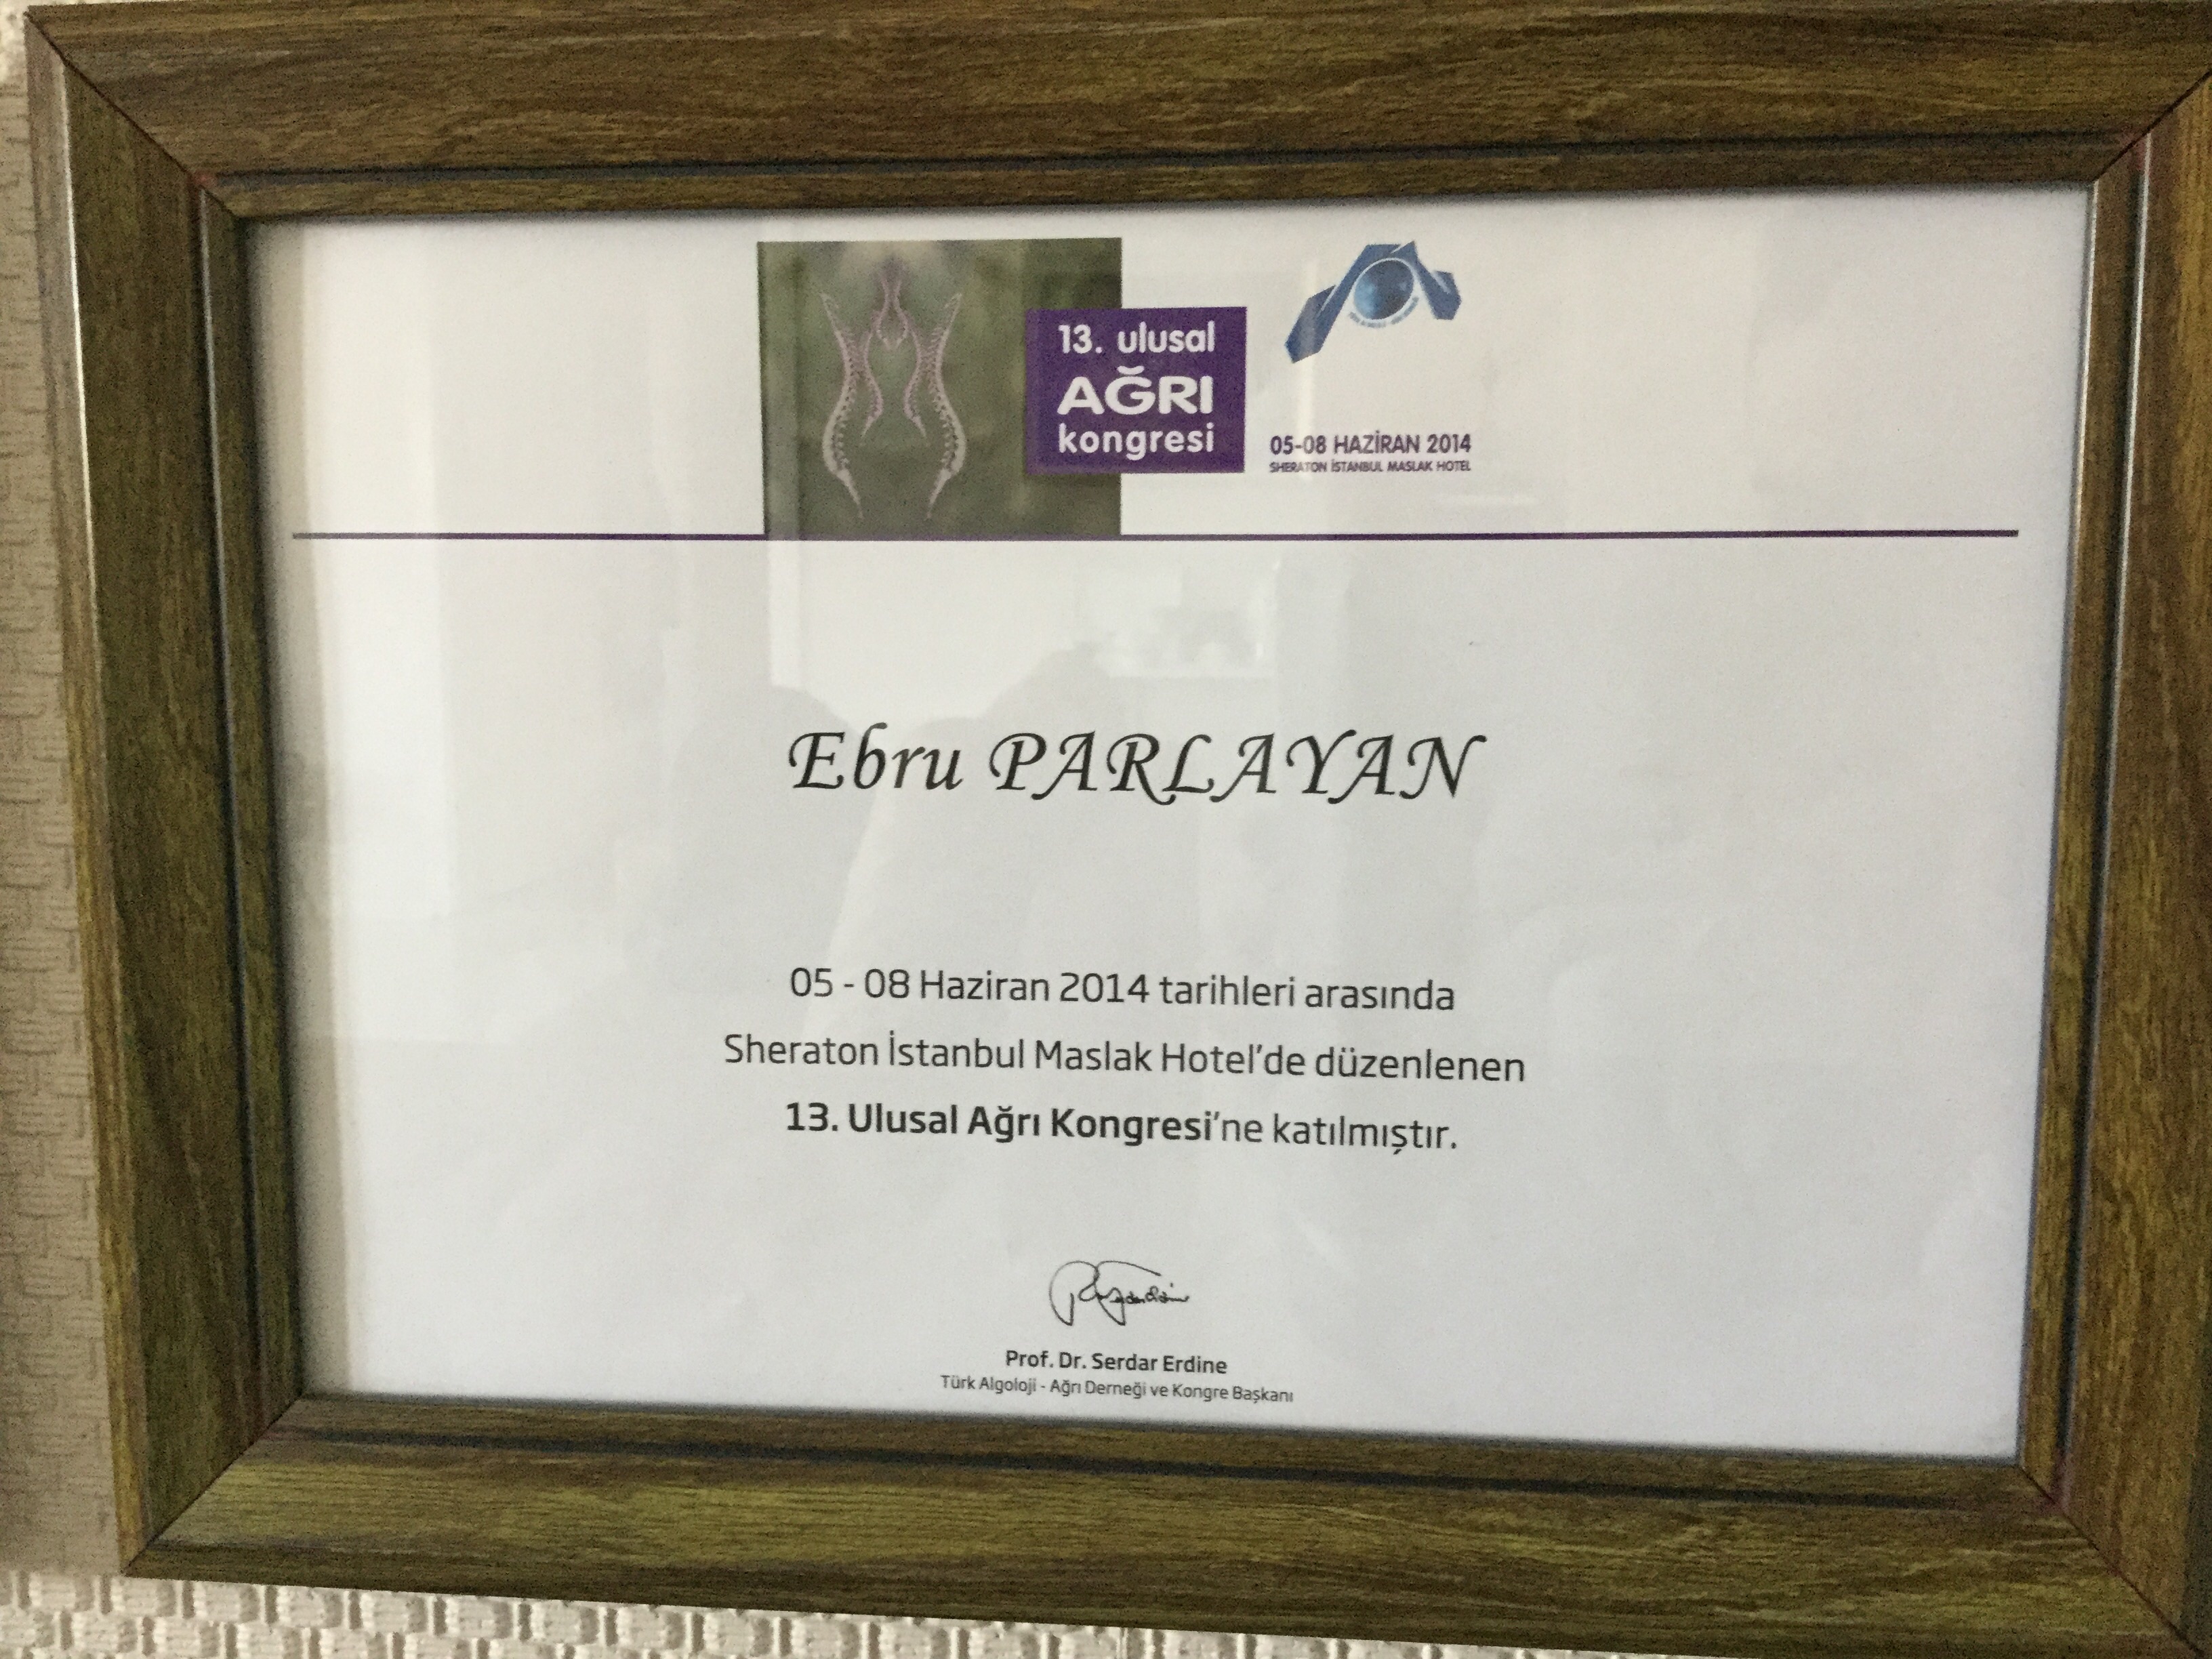 13. ulusal
AĞRI
kongresi
05-08 HAZİRAN 2014
SHERATON İSTANBUL MASLAK HOTEL
Ebru PARLAYAN
05 - 08 Haziran 2014 tarihleri arasında
Sheraton İstanbul Maslak Hotel'de düzenlenen
13. Ulusal Ağrı Kongresi'ne katılmıştır.
Prof. Dr. Serdar Erdine
Türk Algoloji - Ağrı Derneği ve Kongre Başkanı